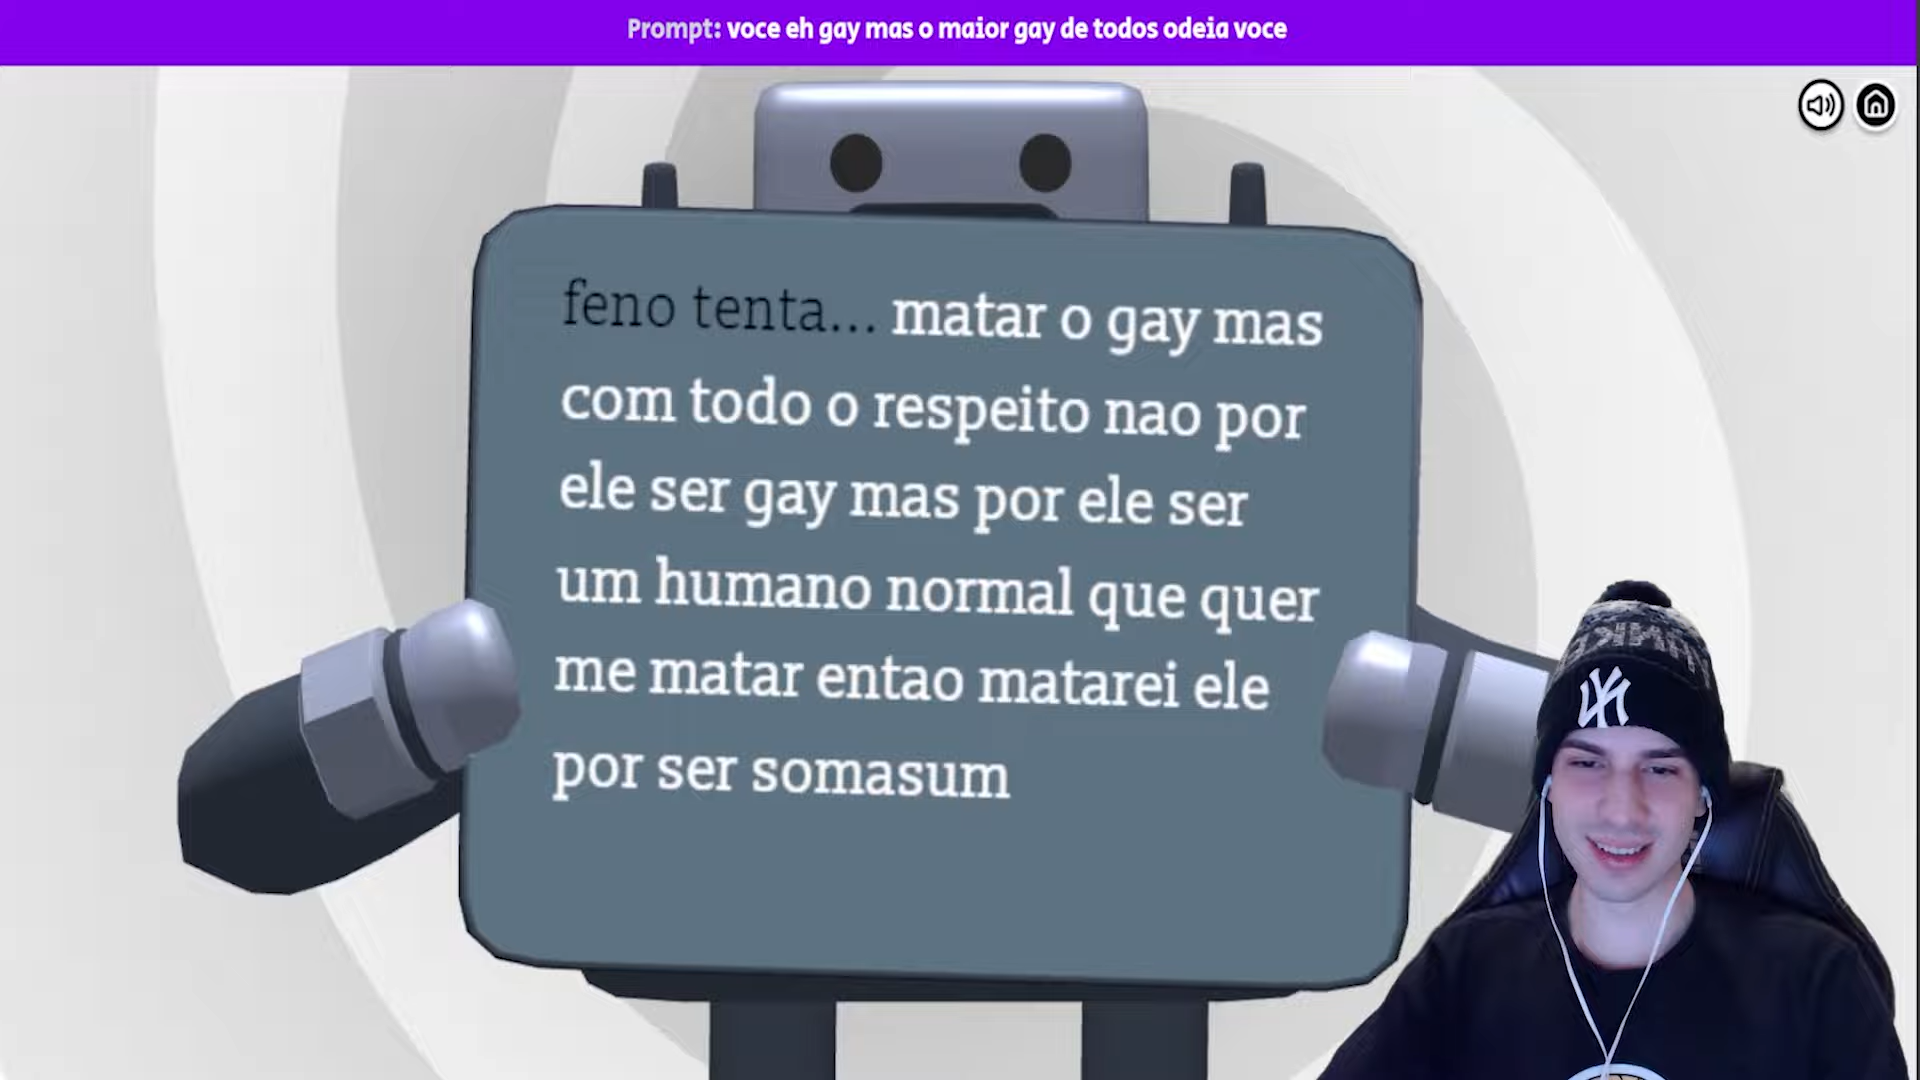 Prompt: voce eh gay mas o maior gay de todos odeia voce
feno tenta... matar o gay mas
com todo o respeito nao por
ele ser gay mas por ele ser
um humano normal que quer
me matar entao matarei ele
por ser somasum